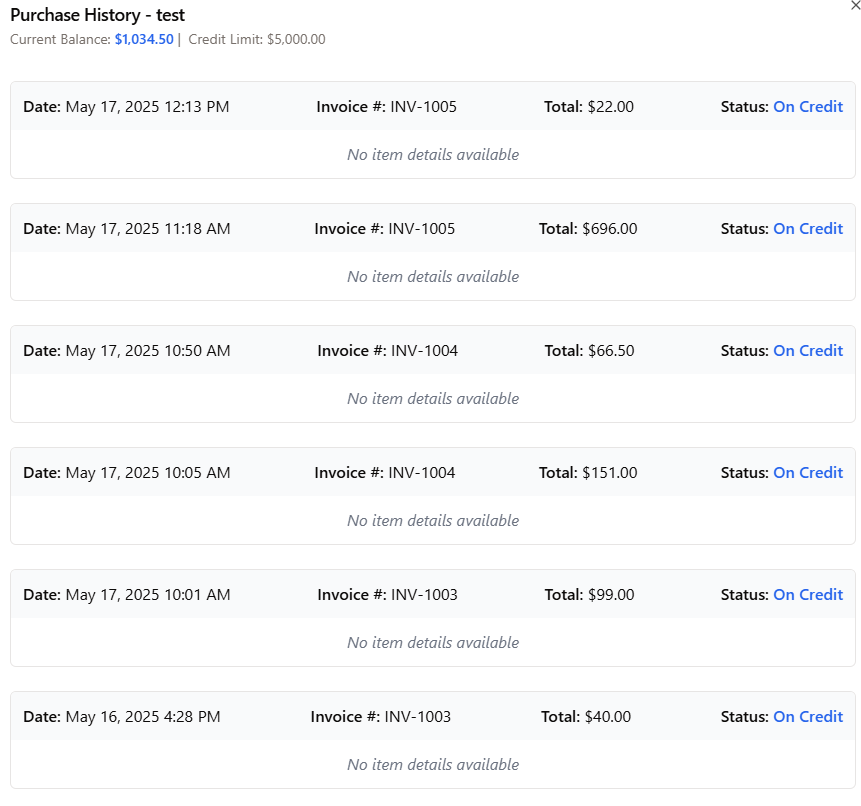 Purchase History - test
Current Balance: $1,034.50 | Credit Limit: $5,000.00
Date: May 17, 2025 12:13 PM Invoice #: INV-1005 Total: $22.00 Status: On Credit
No item details available
Date: May 17, 2025 11:18 AM Invoice #: INV-1005 Total: $696.00 Status: On Credit
No item details available
Date: May 17, 2025 10:50 AM Invoice #: INV-1004 Total: $66.50 Status: On Credit
No item details available
Date: May 17, 2025 10:05 AM Invoice #: INV-1004 Total: $151.00 Status: On Credit
No item details available
Date: May 17, 2025 10:01 AM Invoice #: INV-1003 Total: $99.00 Status: On Credit
No item details available
Date: May 16, 2025 4:28 PM Invoice #: INV-1003 Total: $40.00 Status: On Credit
No item details available